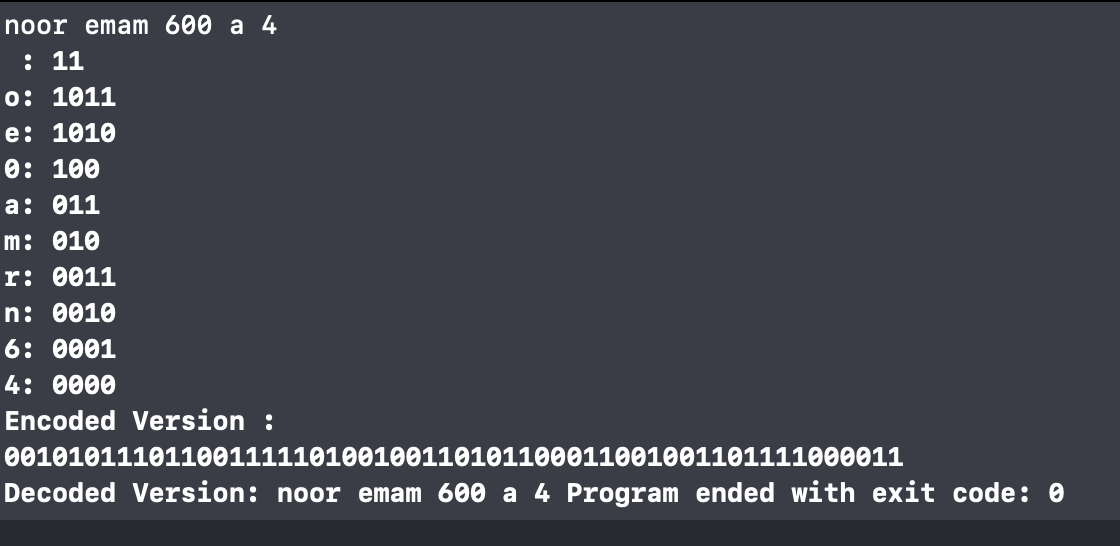 noor emam 600 a 4
 : 11
o: 1011
e: 1010
0: 100
a: 011
m: 010
r: 0011
n: 0010
6: 0001
4: 0000
Encoded Version :
00101011101100111110100100110101100011001001101111000011
Decoded Version: noor emam 600 a 4 Program ended with exit code: 0